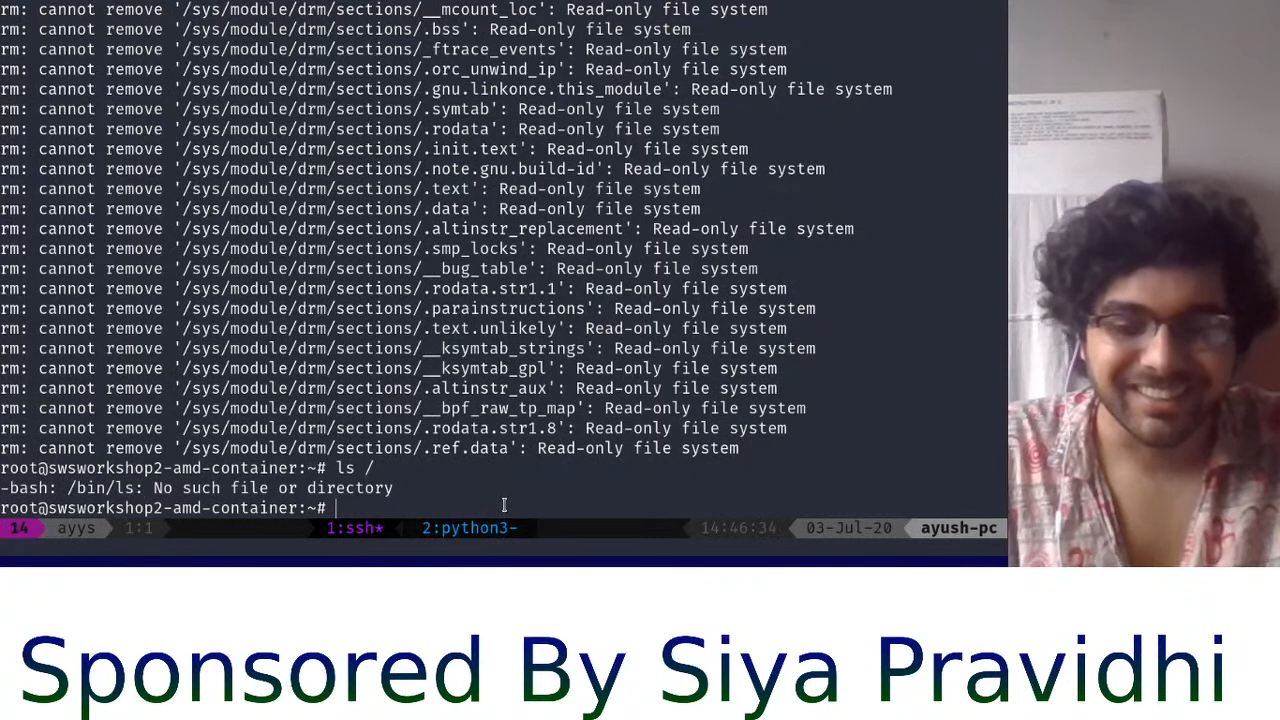 rm: cannot remove '/sys/module/drm/sections/__mcount_loc': Read-only file system
rm: cannot remove '/sys/module/drm/sections/.bss': Read-only file system
rm: cannot remove '/sys/module/drm/sections/_ftrace_events': Read-only file system
rm: cannot remove '/sys/module/drm/sections/.orc_unwind_ip': Read-only file system
rm: cannot remove '/sys/module/drm/sections/.gnu.linkonce.this_module': Read-only file system
rm: cannot remove '/sys/module/drm/sections/.symtab': Read-only file system
rm: cannot remove '/sys/module/drm/sections/.rodata': Read-only file system
rm: cannot remove '/sys/module/drm/sections/.init.text': Read-only file system
rm: cannot remove '/sys/module/drm/sections/.note.gnu.build-id': Read-only file system
rm: cannot remove '/sys/module/drm/sections/.text': Read-only file system
rm: cannot remove '/sys/module/drm/sections/.data': Read-only file system
rm: cannot remove '/sys/module/drm/sections/.altinstr_replacement': Read-only file system
rm: cannot remove '/sys/module/drm/sections/.smp_locks': Read-only file system
rm: cannot remove '/sys/module/drm/sections/__bug_table': Read-only file system
rm: cannot remove '/sys/module/drm/sections/.rodata.str1.1': Read-only file system
rm: cannot remove '/sys/module/drm/sections/.parainstructions': Read-only file system
rm: cannot remove '/sys/module/drm/sections/.text.unlikely': Read-only file system
rm: cannot remove '/sys/module/drm/sections/__ksymtab_strings': Read-only file system
rm: cannot remove '/sys/module/drm/sections/__ksymtab_gpl': Read-only file system
rm: cannot remove '/sys/module/drm/sections/.altinstr_aux': Read-only file system
rm: cannot remove '/sys/module/drm/sections/__bpf_raw_tp_map': Read-only file system
rm: cannot remove '/sys/module/drm/sections/.rodata.str1.8': Read-only file system
rm: cannot remove '/sys/module/drm/sections/.ref.data': Read-only file system
root@swsworkshop2-amd-container:~# ls /
-bash: /bin/ls: No such file or directory
root@swsworkshop2-amd-container:~#
14 ayys 1:1 1:ssh* 2:python3- 14:46:34 03-Jul-20 ayush-pc
Sponsored By Siya Pravidhi